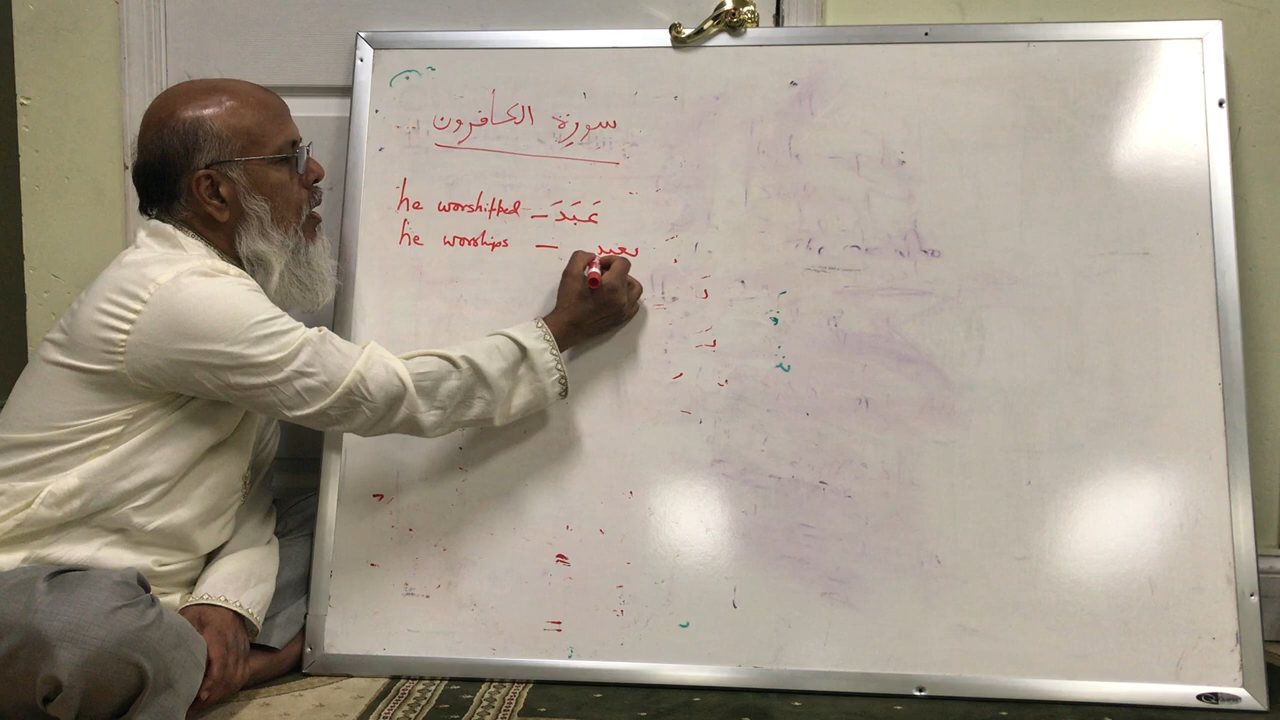 سورة الكافرون
he worshipped – عَبَدَ
he worships – يعبد